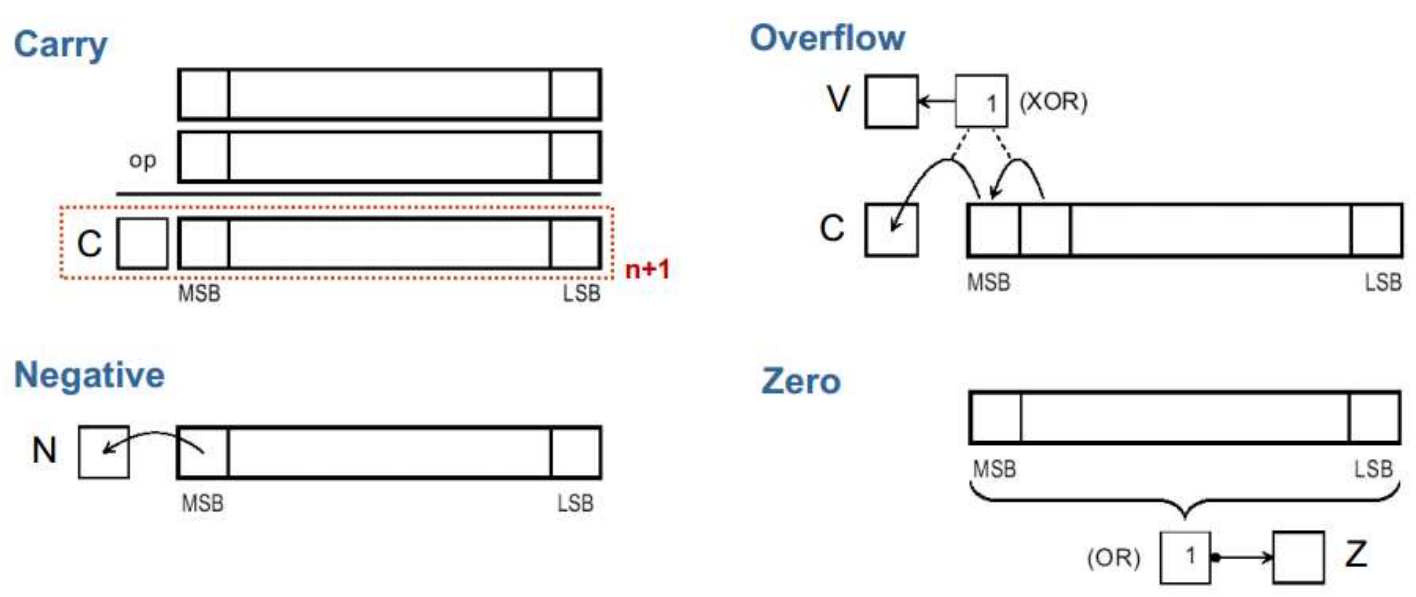 Carry
op
C
n+1
MSB LSB
Overflow
V 1 (XOR)
C
MSB LSB
Negative
N
MSB LSB
Zero
MSB LSB
(OR) 1 Z